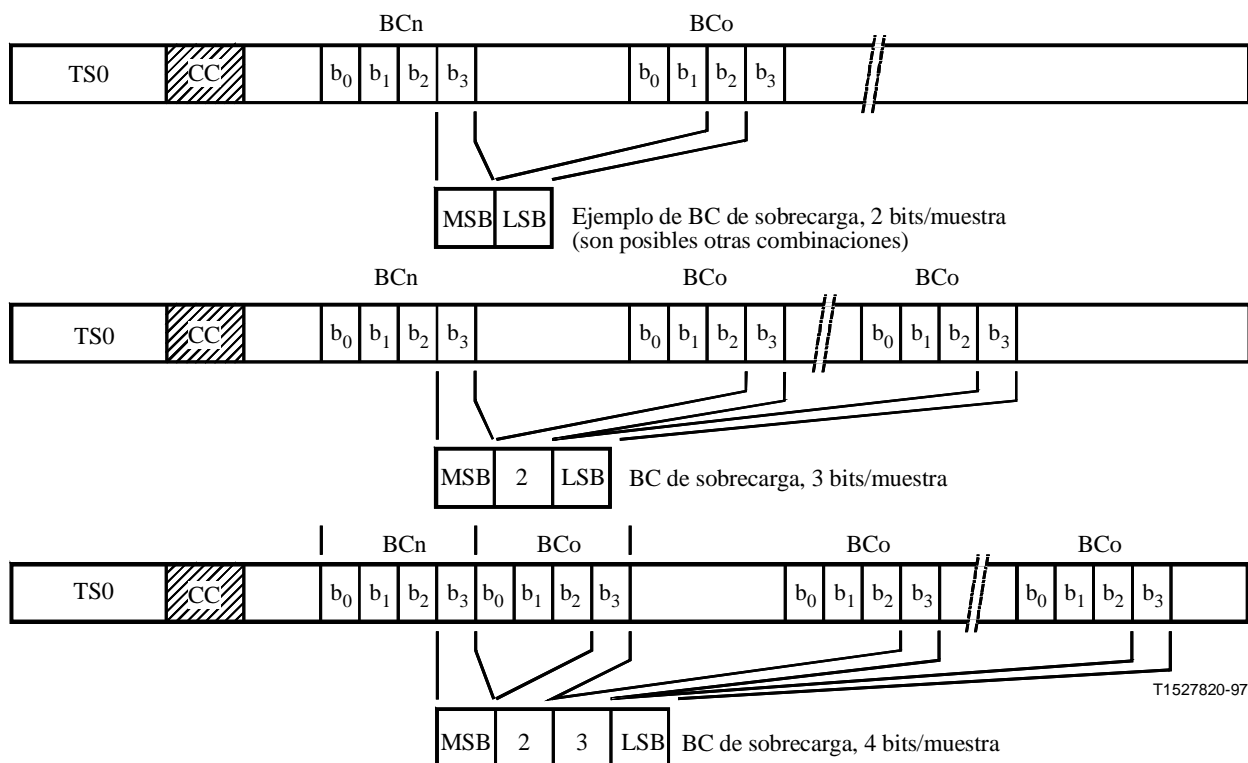 BCn BCo
TS0 CC b0 b1 b2 b3 b0 b1 b2 b3
MSB LSB Ejemplo de BC de sobrecarga, 2 bits/muestra
(son posibles otras combinaciones)
BCn BCo BCo
TS0 CC b0 b1 b2 b3 b0 b1 b2 b3 b0 b1 b2 b3
MSB 2 LSB BC de sobrecarga, 3 bits/muestra
BCn BCo BCo BCo
TS0 CC b0 b1 b2 b3 b0 b1 b2 b3 b0 b1 b2 b3 b0 b1 b2 b3
T1527820-97
MSB 2 3 LSB BC de sobrecarga, 4 bits/muestra